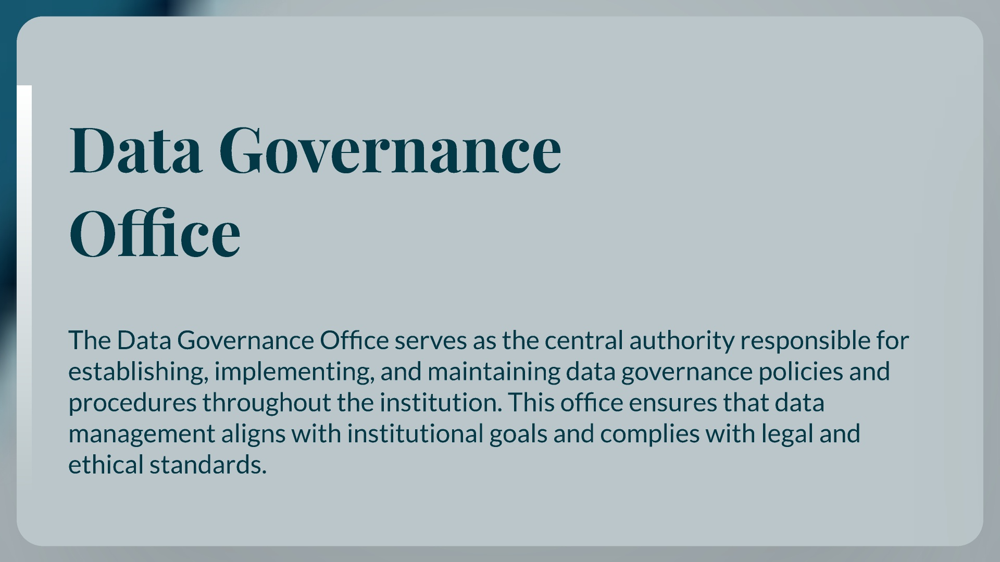 Data Governance
Office
The Data Governance Office serves as the central authority responsible for
establishing, implementing, and maintaining data governance policies and
procedures throughout the institution. This office ensures that data
management aligns with institutional goals and complies with legal and
ethical standards.